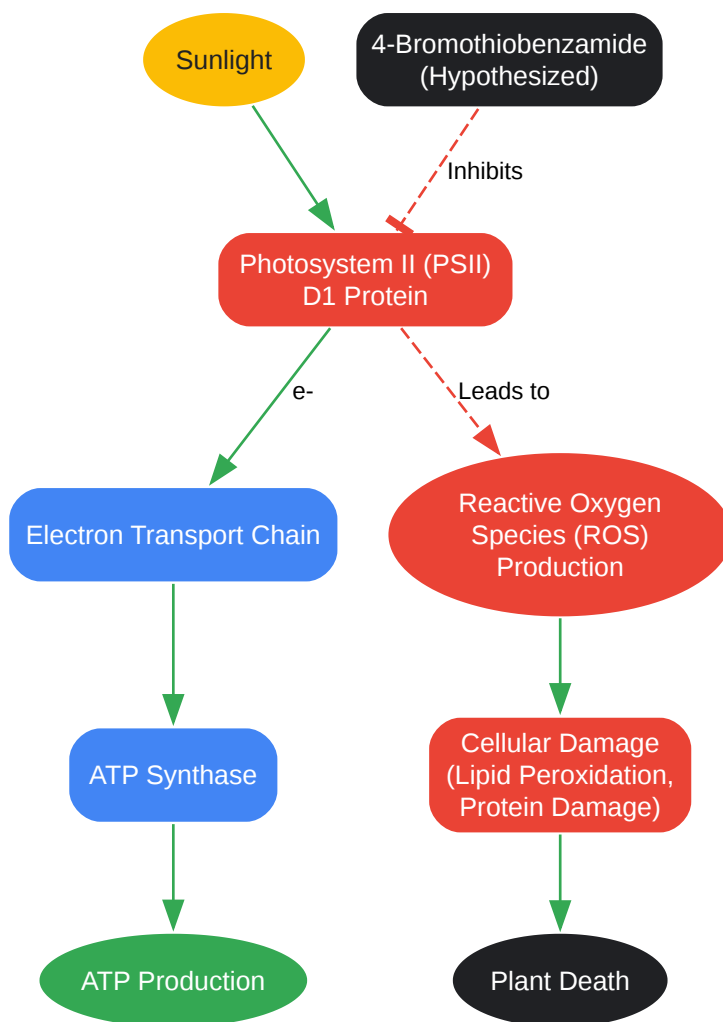 Sunlight
4-Bromothiobenzamide
(Hypothesized)
Inhibits
Photosystem II (PSII)
D1 Protein
e-
Leads to
Electron Transport Chain
Reactive Oxygen
Species (ROS)
Production
ATP Synthase
Cellular Damage
(Lipid Peroxidation,
Protein Damage)
ATP Production
Plant Death